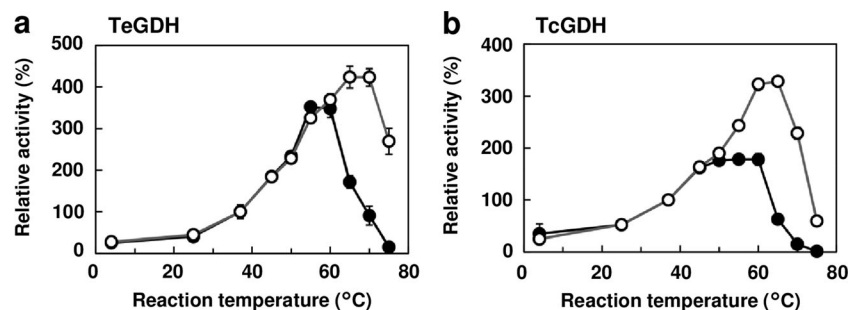 a
TeGDH
500
400
300
200
100
0
0
20
40
60
80
Relative activity (%)
Reaction temperature (°C)
b
TcGDH
400
300
200
100
0
0
20
40
60
80
Relative activity (%)
Reaction temperature (°C)